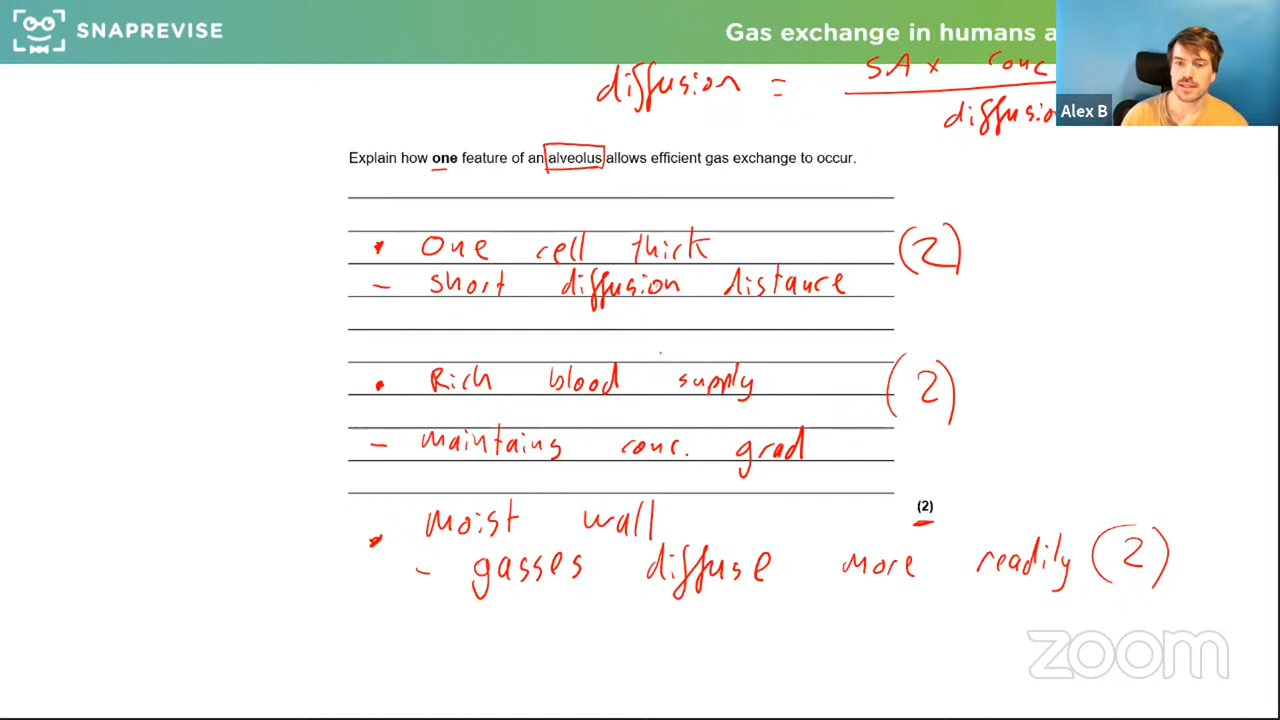 SNAPREVISE
Gas exchange in humans a
diffusion = SA x conc
diffusio
Alex B
Explain how one feature of an alveolus allows efficient gas exchange to occur.
• One cell thick (2)
- short diffusion distance
• Rich blood supply (2)
- maintains conc. grad
(2)
• moist wall
- gasses diffuse more readily (2)
zoom